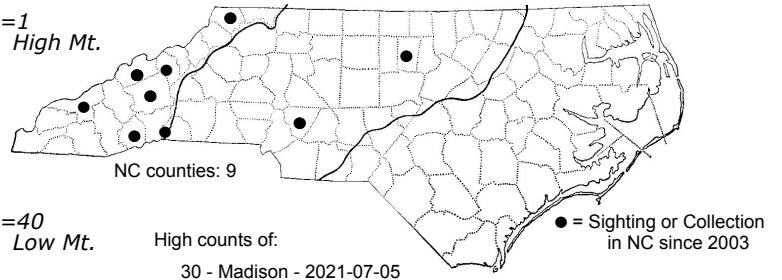 =1
High Mt.
NC counties: 9
=40
Low Mt.
High counts of:
30 - Madison - 2021-07-05
● = Sighting or Collection
in NC since 2003